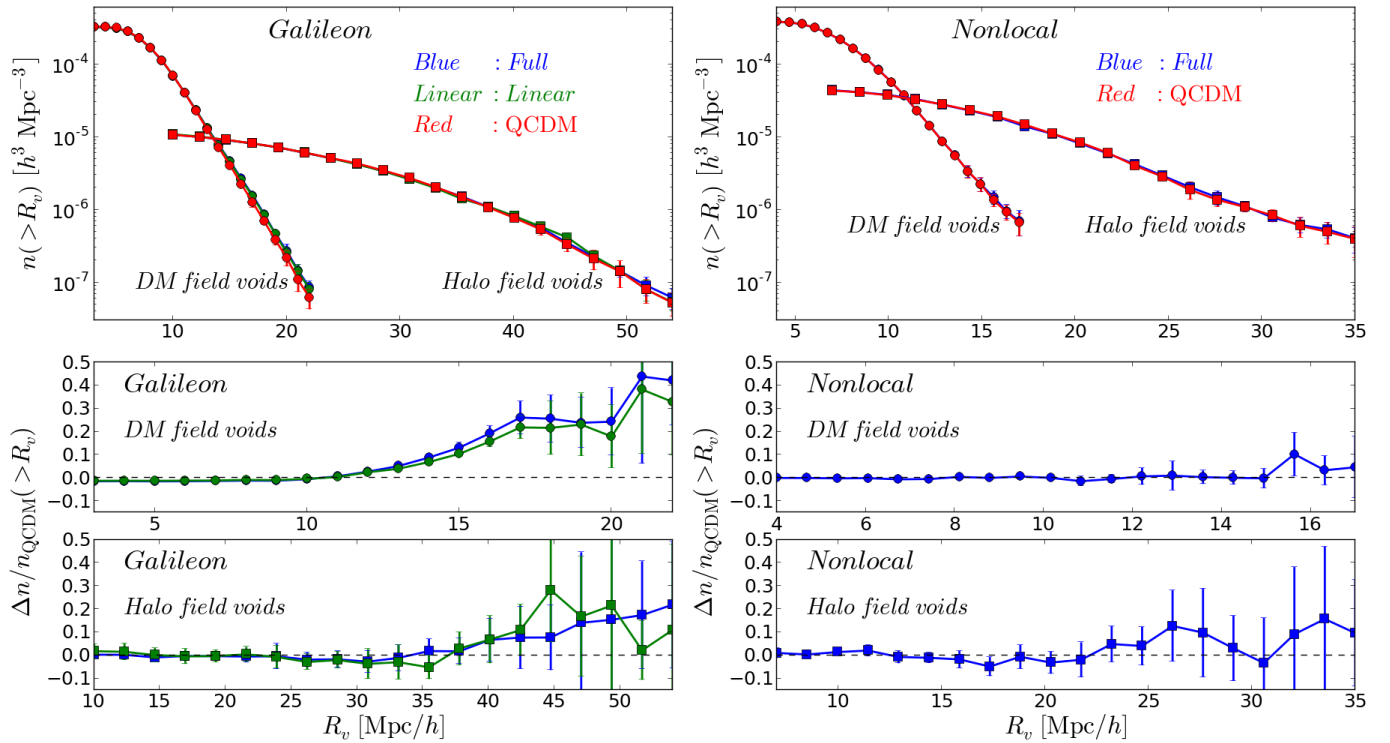 Galileon
Blue : Full
Linear : Linear
Red : QCDM
DM field voids
Halo field voids
n(>R_v) [h^3 Mpc^{-3}]
10^{-4}
10^{-5}
10^{-6}
10^{-7}
10 20 30 40 50
Nonlocal
Blue : Full
Red : QCDM
DM field voids
Halo field voids
n(>R_v) [h^3 Mpc^{-3}]
10^{-4}
10^{-5}
10^{-6}
10^{-7}
5 10 15 20 25 30 35
Galileon
DM field voids
0.5
0.4
0.3
0.2
0.1
0.0
−0.1
5 10 15 20
Nonlocal
DM field voids
0.5
0.4
0.3
0.2
0.1
0.0
−0.1
4 6 8 10 12 14 16
Δn/n_{QCDM}(>R_v)
Galileon
Halo field voids
0.5
0.4
0.3
0.2
0.1
0.0
−0.1
10 15 20 25 30 35 40 45 50
R_v [Mpc/h]
Δn/n_{QCDM}(>R_v)
Nonlocal
Halo field voids
0.5
0.4
0.3
0.2
0.1
0.0
−0.1
10 15 20 25 30 35
R_v [Mpc/h]